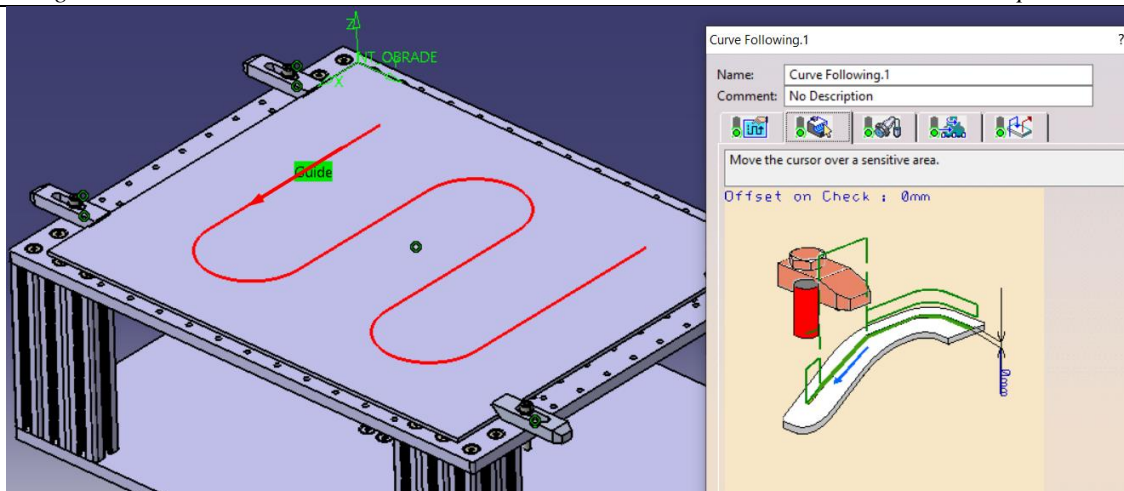 Z
NT_OBRADE
X
Guide
Curve Following.1
?
Name:
Curve Following.1
Comment:
No Description
Move the cursor over a sensitive area.
Offset on Check : 0mm
0mm